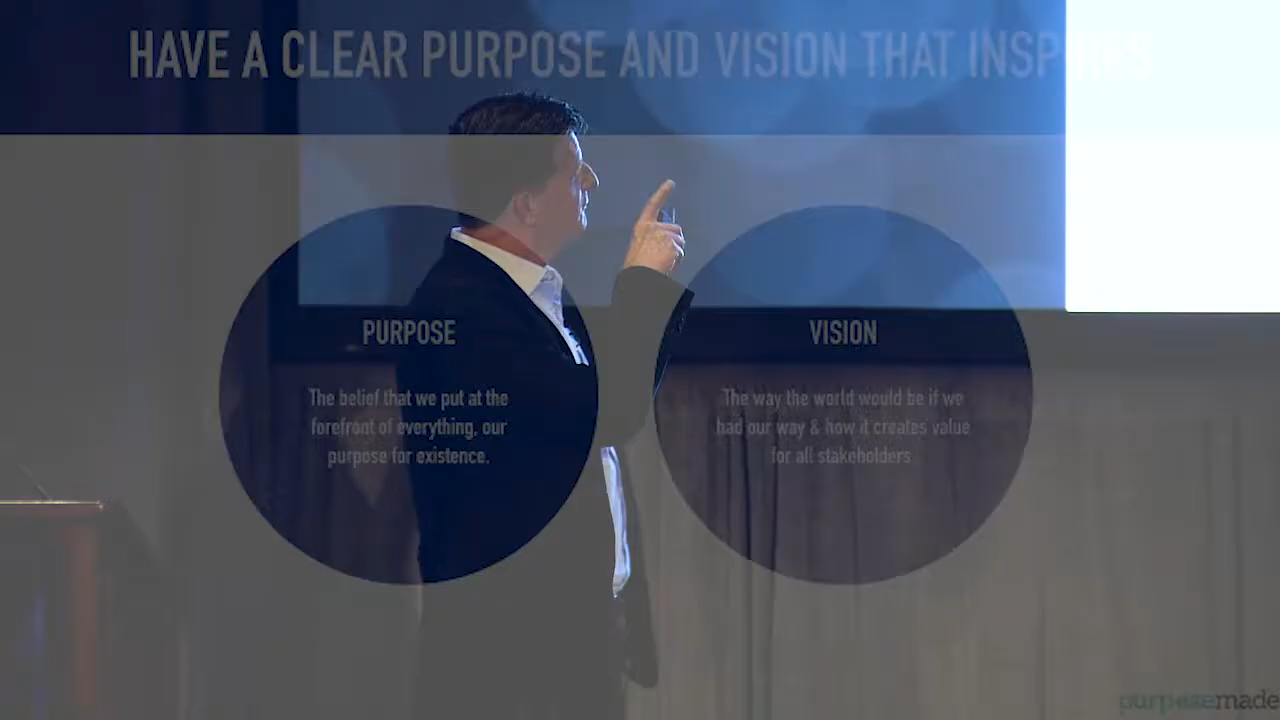 HAVE A CLEAR PURPOSE AND VISION THAT INSPIRES
PURPOSE
The belief that we put at the
forefront of everything, our
purpose for existence.
VISION
The way the world would be if we
had our way & how it creates value
for all stakeholders
purposemade